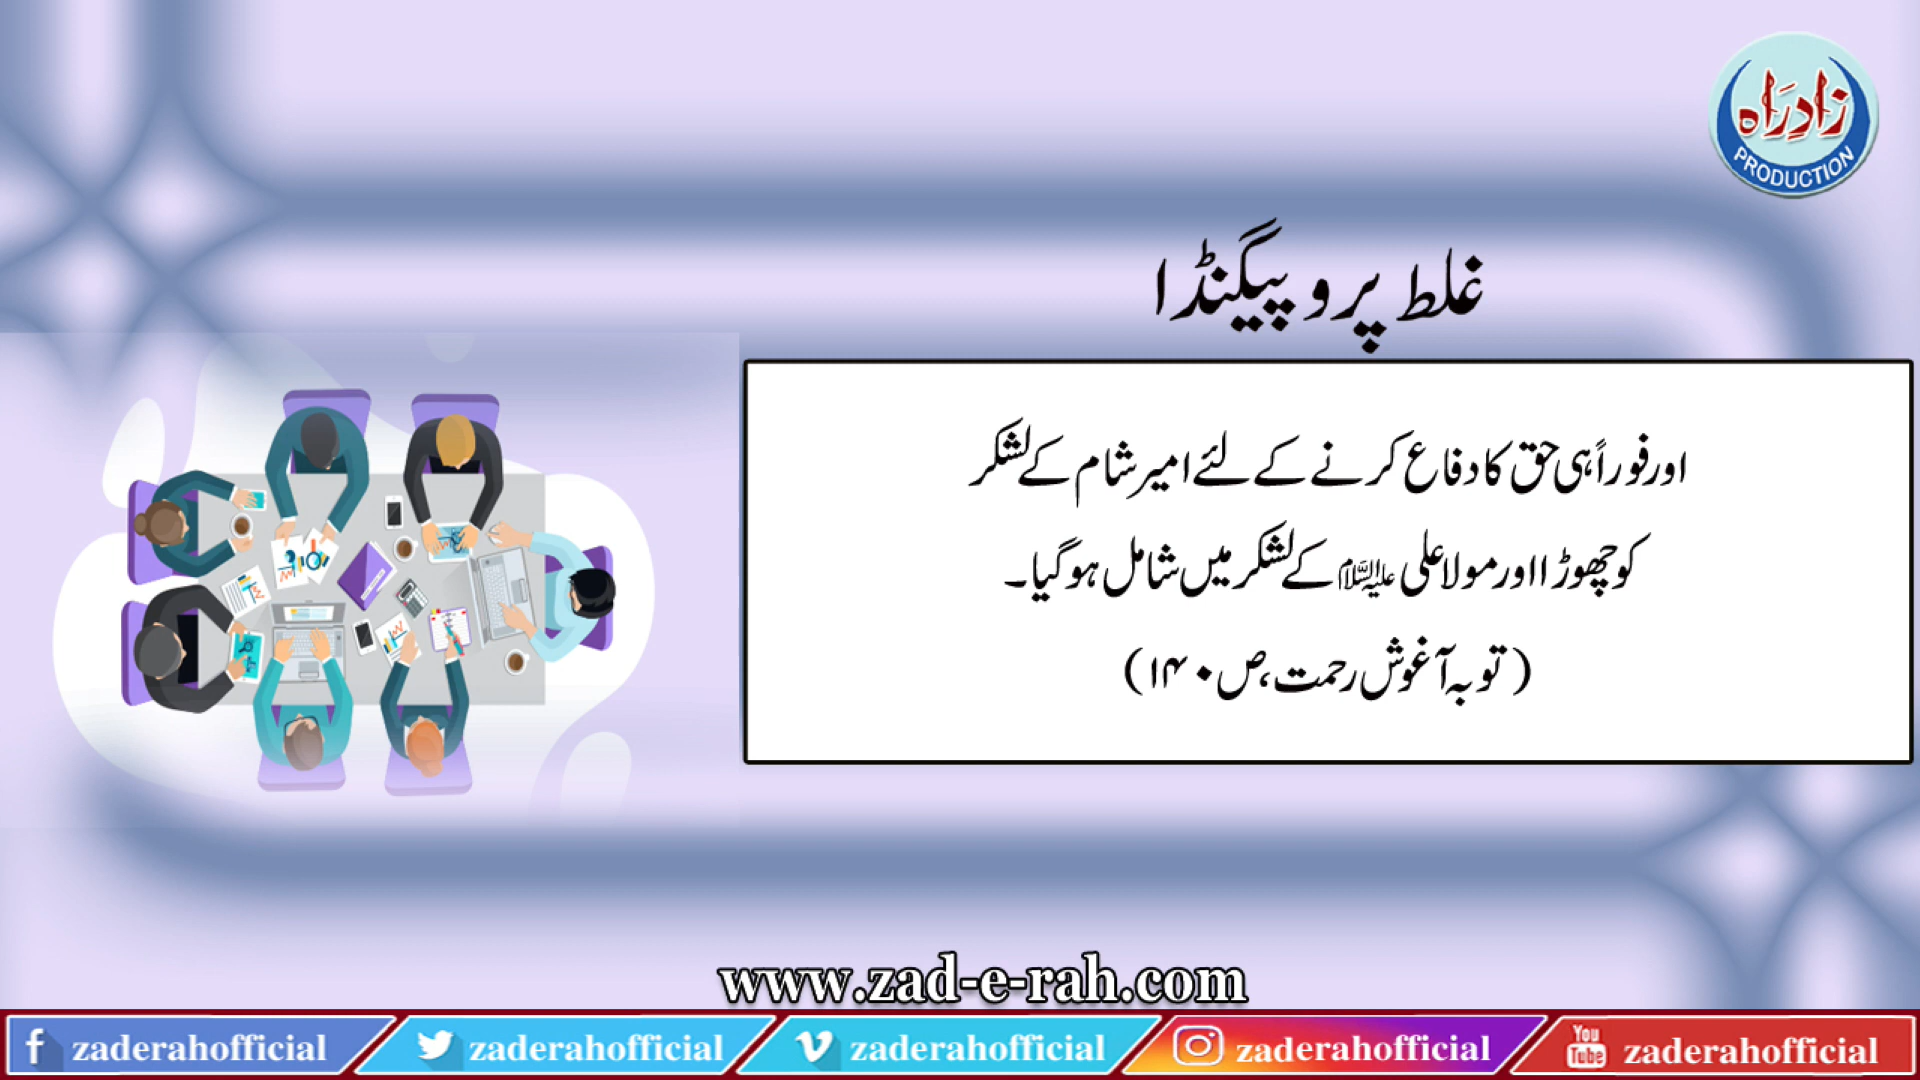 زادِرَاہ
PRODUCTION
غلط پروپیگنڈا
اور فوراً ہی حق کا دفاع کرنے کے لئے امیر شام کے لشکر
کو چھوڑا اور مولا علی علیہ السلام کے لشکر میں شامل ہو گیا۔
(توبہ آغوش رحمت، ص ۱۴۰)
www.zad-e-rah.com
zaderahofficial
zaderahofficial
zaderahofficial
zaderahofficial
You Tube zaderahofficial